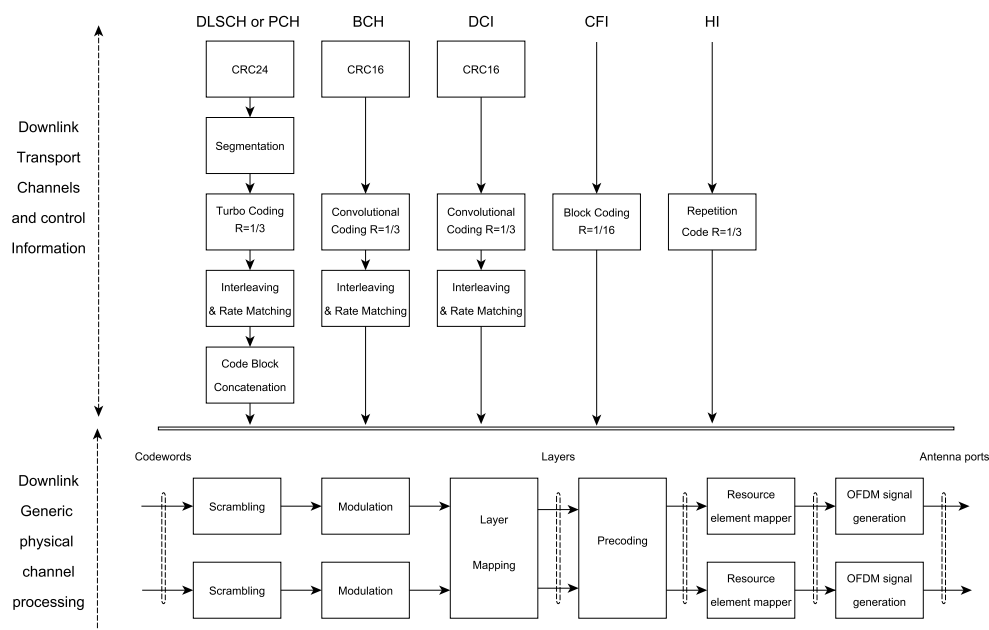 DLSCH or PCH
BCH
DCI
CFI
HI
CRC24
CRC16
CRC16
Segmentation
Downlink
Transport
Channels
and control
Information
Turbo Coding
R=1/3
Convolutional
Coding R=1/3
Convolutional
Coding R=1/3
Block Coding
R=1/16
Repetition
Code R=1/3
Interleaving
& Rate Matching
Interleaving
& Rate Matching
Interleaving
& Rate Matching
Code Block
Concatenation
Codewords
Layers
Antenna ports
Downlink
Generic
physical
channel
processing
Scrambling
Modulation
Layer
Mapping
Precoding
Resource
element mapper
OFDM signal
generation
Scrambling
Modulation
Resource
element mapper
OFDM signal
generation